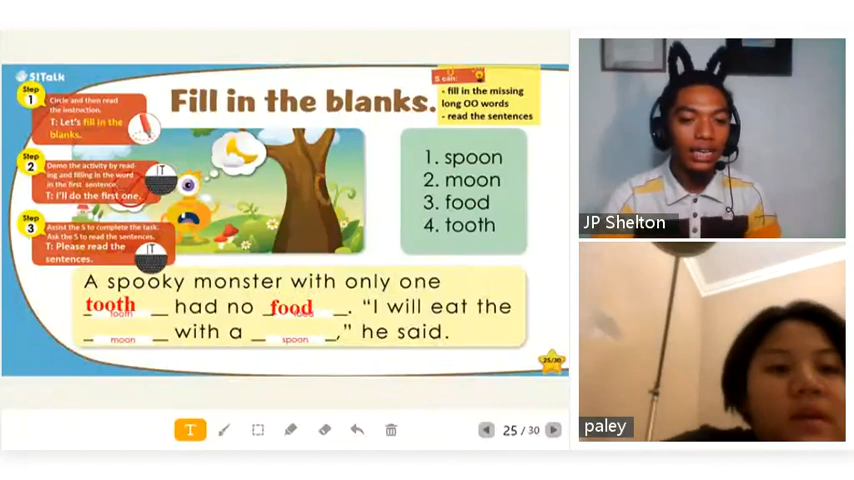 51Talk
Step
1
Circle and then read
the instruction.
T: Let's fill in the
blanks.
Step
2
Demo the activity by read-
ing and filling in the word
in the first sentence.
T: I'll do the first one.
Step
3
Assist the S to complete the task.
Ask the S to read the sentences.
T: Please read the
sentences.
Fill in the blanks.
S can:
- fill in the missing
long OO words
- read the sentences
1. spoon
2. moon
3. food
4. tooth
A spooky monster with only one
_ tooth _ had no _ food _. "I will eat the
tooth food
_ moon _ with a _ spoon _," he said.
25/30
T
25 / 30
JP Shelton
paley